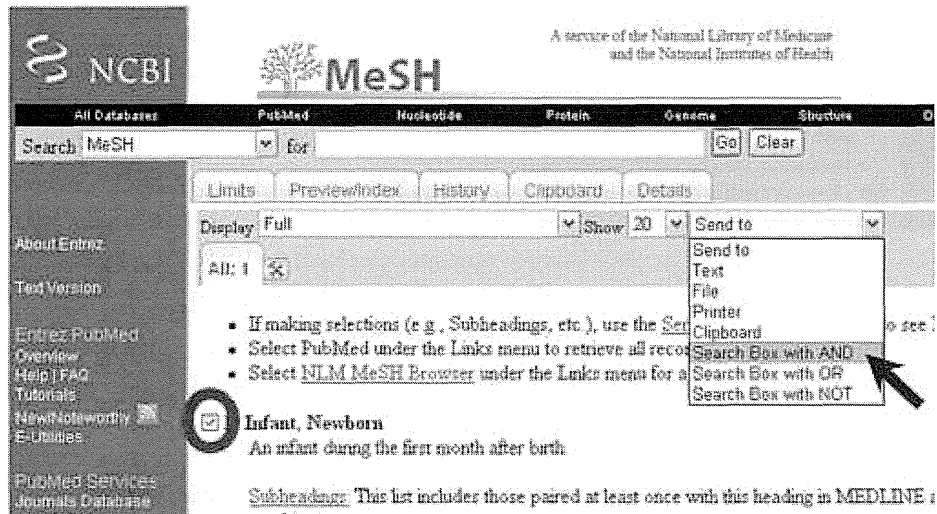 A service of the National Library of Medicine
and the National Institutes of Health
NCBI
MeSH
All Databases PubMed Nucleotide Protein Genome Structure O
Search MeSH for Go Clear
Limits Preview/Index History Clipboard Details
Display Full Show 20 Send to
Send to
Text
File
Printer
Clipboard
Search Box with AND
Search Box with OR
Search Box with NOT
All: 1
About Entrez
Text Version
Entrez PubMed
Overview
Help | FAQ
Tutorials
New/Noteworthy
E-Utilities
PubMed Services
Journals Database
• If making selections (e.g., Subheadings, etc.), use the Sen o see
• Select PubMed under the Links menu to retrieve all reco
• Select NLM MeSH Browser under the Links menu for a
Infant, Newborn
An infant during the first month after birth.
Subheadings: This list includes those paired at least once with this heading in MEDLINE a